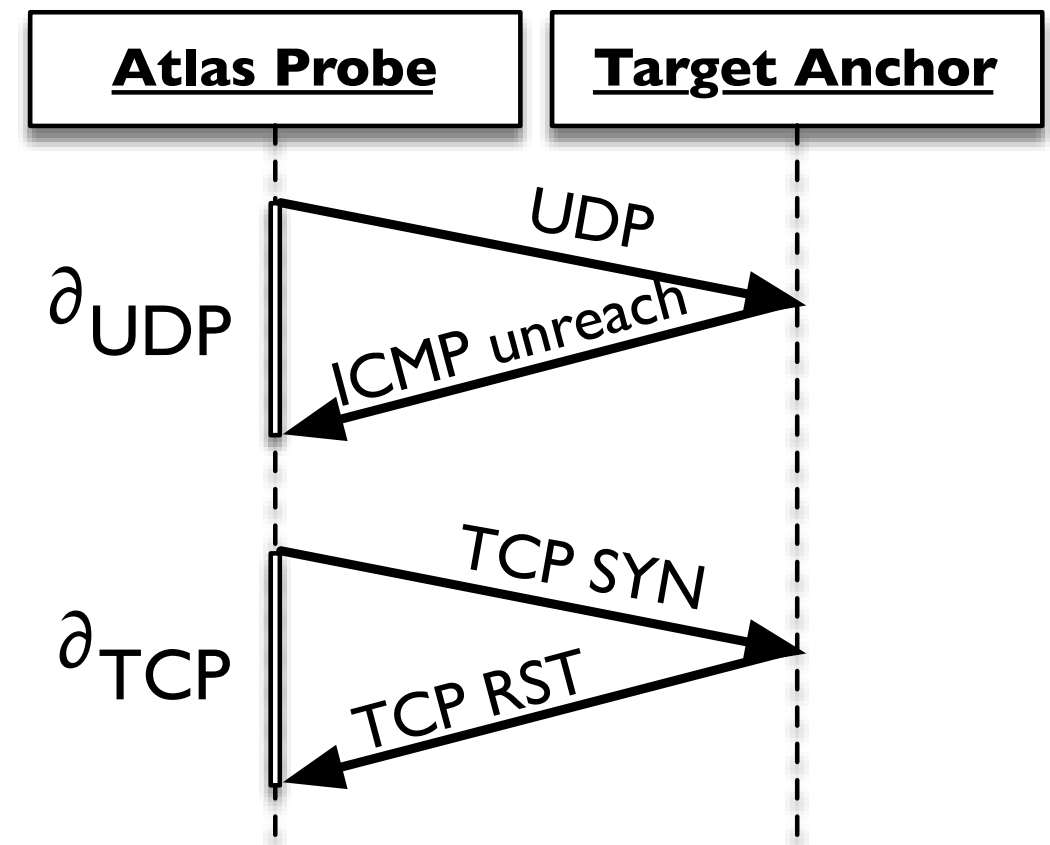 Atlas Probe
Target Anchor
UDP
∂UDP
ICMP unreach
TCP SYN
∂TCP
TCP RST